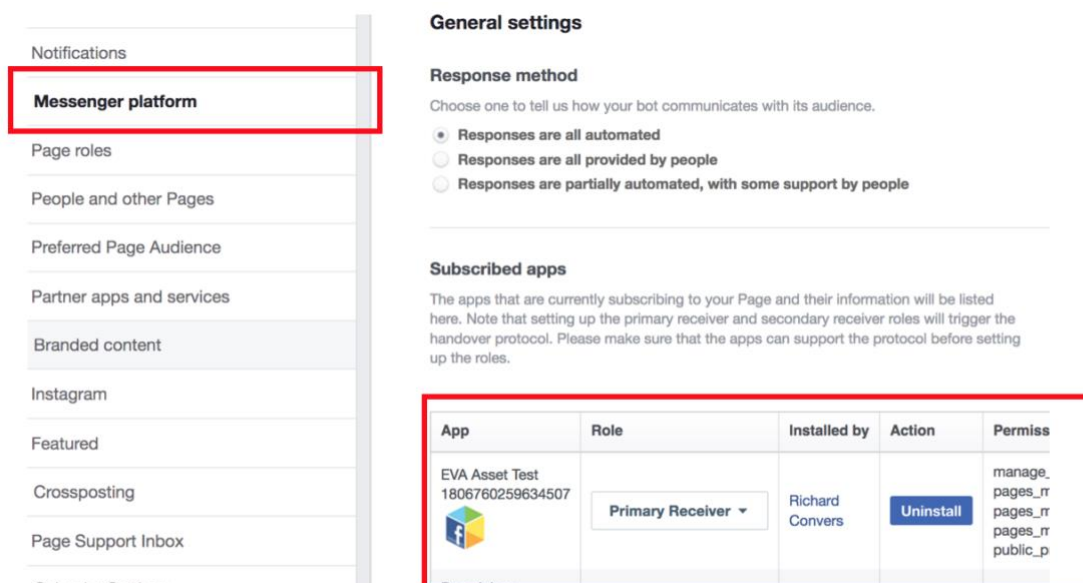 Notifications
Messenger platform
Page roles
People and other Pages
Preferred Page Audience
Partner apps and services
Branded content
Instagram
Featured
Crossposting
Page Support Inbox
General settings
Response method
Choose one to tell us how your bot communicates with its audience.
Responses are all automated
Responses are all provided by people
Responses are partially automated, with some support by people
Subscribed apps
The apps that are currently subscribing to your Page and their information will be listed
here. Note that setting up the primary receiver and secondary receiver roles will trigger the
handover protocol. Please make sure that the apps can support the protocol before setting
up the roles.
App Role Installed by Action Permiss
EVA Asset Test
1806760259634507
Primary Receiver
Richard
Convers
Uninstall
manage_
pages_m
pages_m
pages_m
public_p